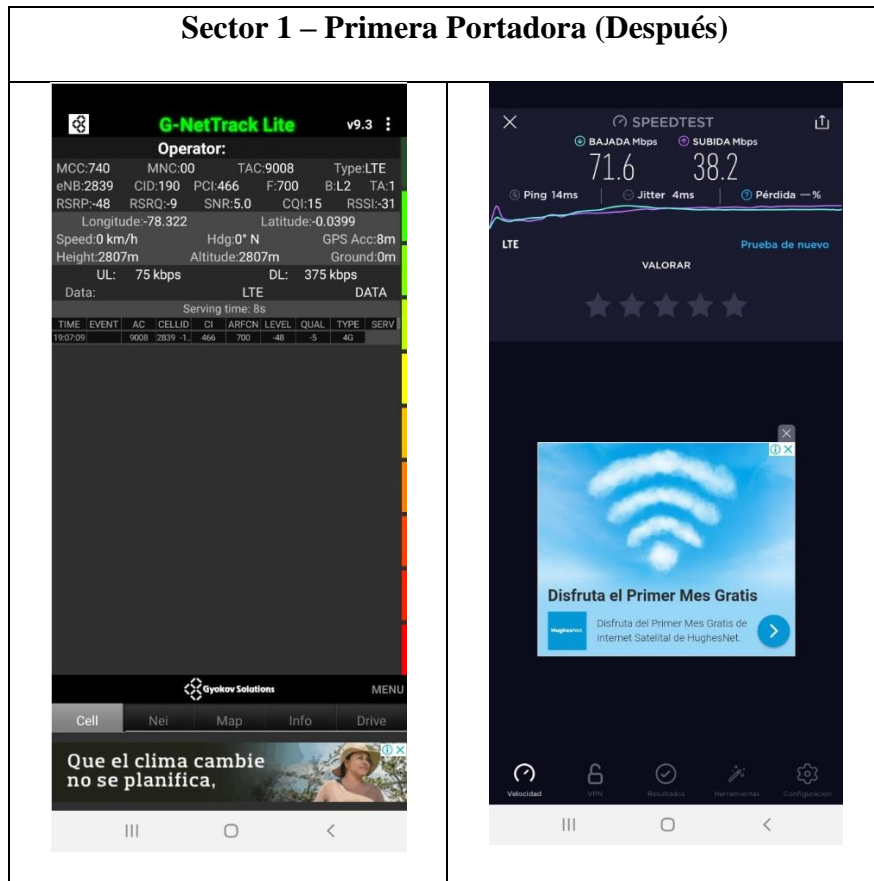 Sector 1 – Primera Portadora (Después)
G-NetTrack Lite v9.3
Operator:
MCC:740 MNC:00 TAC:9008 Type:LTE
eNB:2839 CID:190 PCI:466 F:700 B:L2 TA:1
RSRP:-48 RSRQ:-9 SNR:5.0 CQI:15 RSSI:-31
Longitude:-78.322 Latitude:-0.0399
Speed:0 km/h Hdg:0° N GPS Acc:8m
Height:2807m Altitude:2807m Ground:0m
UL: 75 kbps DL: 375 kbps
Data: LTE DATA
Serving time: 8s
TIME EVENT AC CELLID CI ARFCN LEVEL QUAL TYPE SERV
19:07:09 9008 2839 -1.. 466 700 -48 -5 4G
Gyokov Solutions MENU
Cell Nei Map Info Drive
Que el clima cambie
no se planifica,
SPEEDTEST
BAJADA Mbps SUBIDA Mbps
71.6 38.2
Ping 14ms Jitter 4ms Pérdida — %
LTE Prueba de nuevo
VALORAR
Disfruta el Primer Mes Gratis
HughesNet
Disfruta del Primer Mes Gratis de
Internet Satelital de HughesNet.
Velocidad VPN Resultados Herramientas Configuración